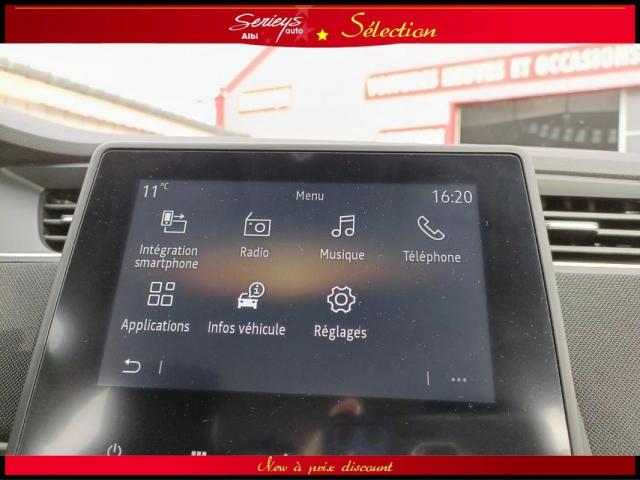 Serieys
auto
Albi
Sélection
VOITURES NEUVES ET OCCASIONS
11°C
Menu
16:20
Intégration
smartphone
Radio
Musique
Téléphone
Applications
Infos véhicule
Réglages
New à prix discount